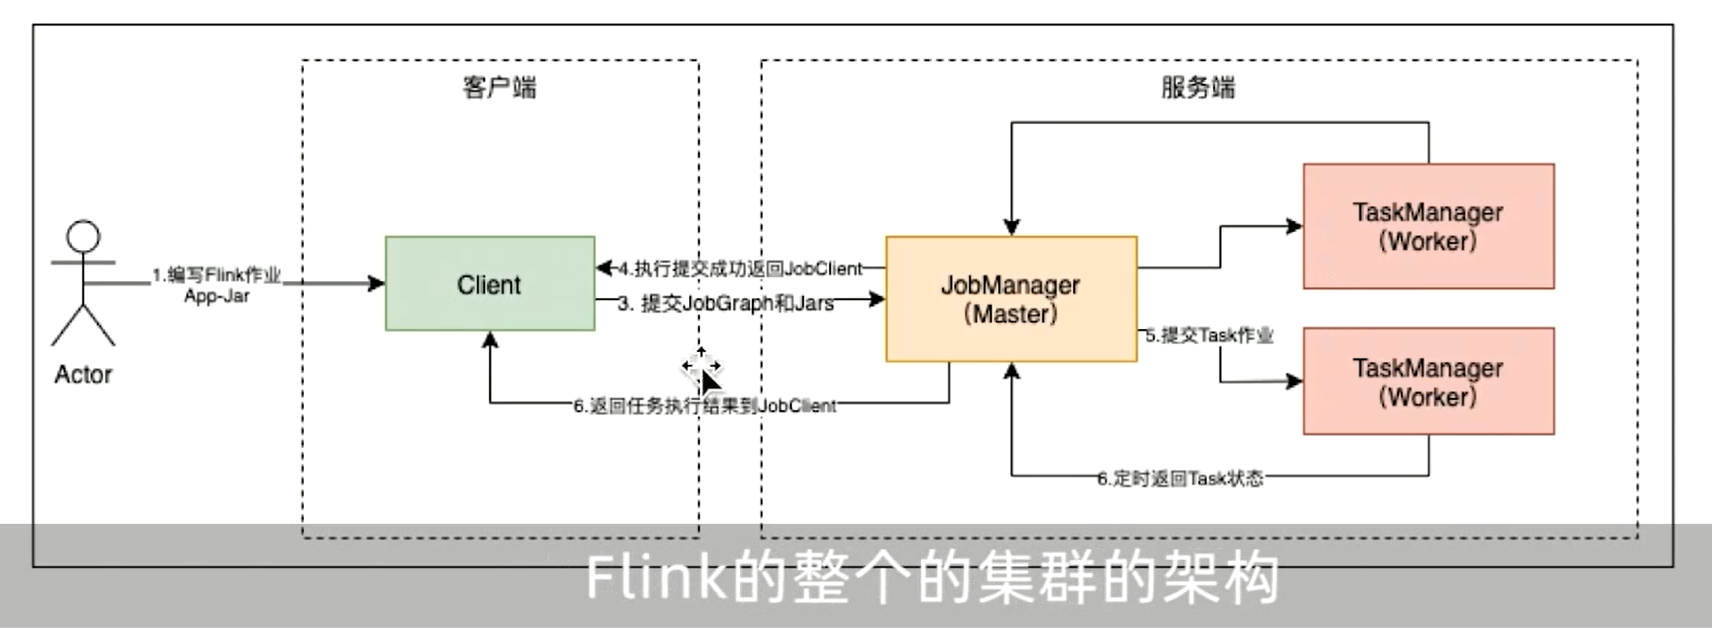 客户端
服务端
1.编写Flink作业
App-Jar
Actor
Client
4.执行提交成功返回JobClient
3. 提交JobGraph和Jars
6.返回任务执行结果到JobClient
JobManager
（Master）
5.提交Task作业
TaskManager
（Worker）
TaskManager
（Worker）
6.定时返回Task状态
Flink的整个的集群的架构